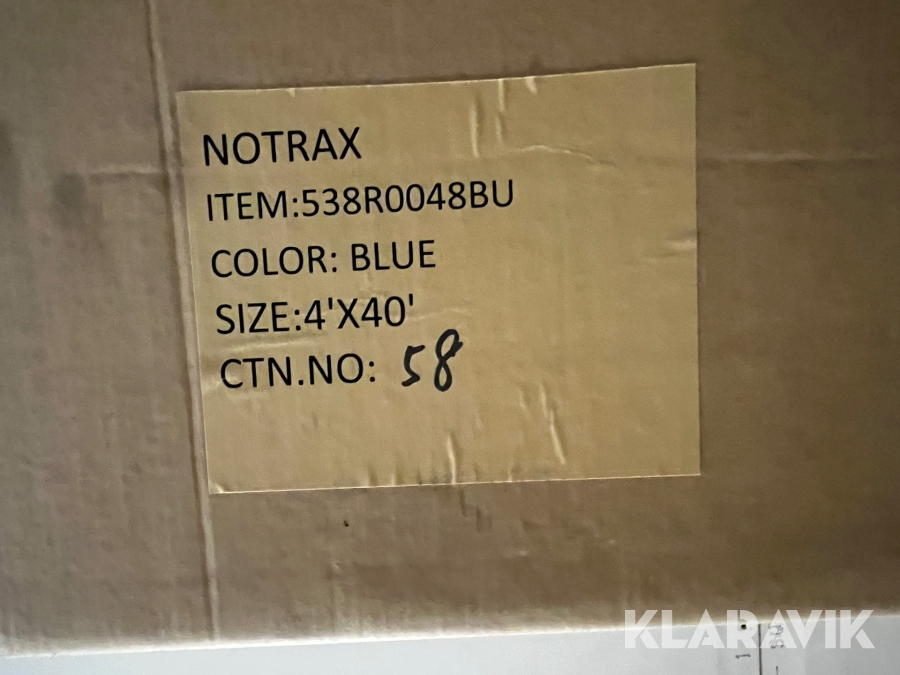 NOTRAX
ITEM:538R0048BU
COLOR: BLUE
SIZE:4'X40'
CTN.NO: 58
KLARAVIK